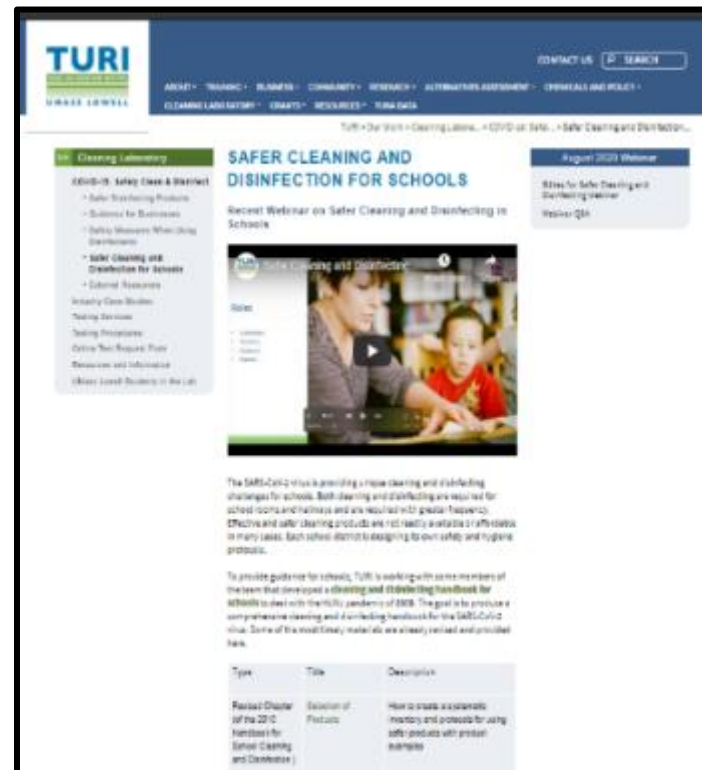 TURI
UMASS LOWELL
CONTACT US
SEARCH
ABOUT TRAINING BUSINESS COMMUNITY RESEARCH ALTERNATIVES ASSESSMENT CHEMICALS AND POLICY
CLEANING LABORATORY GRANTS RESOURCES TURA DATA
Cleaning Laboratory
COVID-19: Safely Clean & Disinfect
Safer Disinfecting Products
Guidance for Businesses
Safety Measures When Using
Disinfectants
Safer Cleaning and
Disinfection for Schools
External Resources
Industry Case Studies
Testing Services
Testing Procedures
Online Test Request Form
Resources and Information
UMass Lowell Students in the Lab
SAFER CLEANING AND
DISINFECTION FOR SCHOOLS
Recent Webinar on Safer Cleaning and Disinfecting in
Schools
Safer Cleaning and Disinfecting
Roles
The SARS-CoV-2 virus is providing unique cleaning and disinfecting
challenges for schools. Both cleaning and disinfecting are required for
school rooms and hallways and are required with greater frequency.
Effective and safer cleaning products are not readily available or affordable
in many cases. Each school district is designing its own safety and hygiene
protocols.
To provide guidance for schools, TURI is working with some members of
the team that developed a cleaning and disinfecting handbook for
schools to deal with the H1N1 pandemic of 2009. The goal is to produce a
comprehensive cleaning and disinfecting handbook for the SARS-CoV-2
virus. Some of the most timely materials are already revised and provided
here.
Type Title Description
Revised Chapter
(of the 2010
Handbook for
School Cleaning
and Disinfection)
Selection of
Products
How to create a systematic
inventory and protocols for using
safer products with product
examples
August 2020 Webinar
Slides for Safer Cleaning and
Disinfecting Webinar
Webinar Q&A